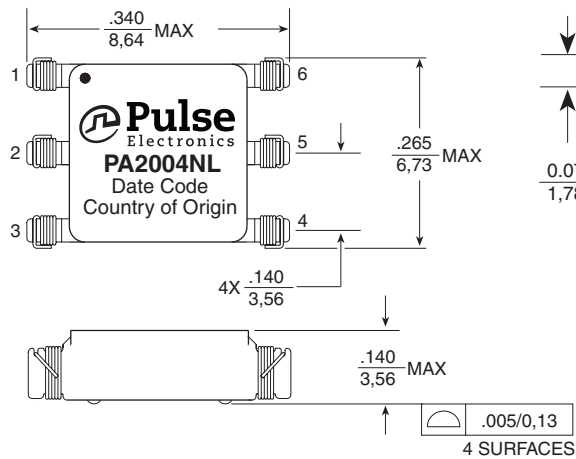 .340
8,64 MAX
1
6
2
5
3
4
Pulse
Electronics
PA2004NL
Date Code
Country of Origin
.265
6,73 MAX
4X .140
3,56
.140
3,56 MAX
.005/0,13
4 SURFACES